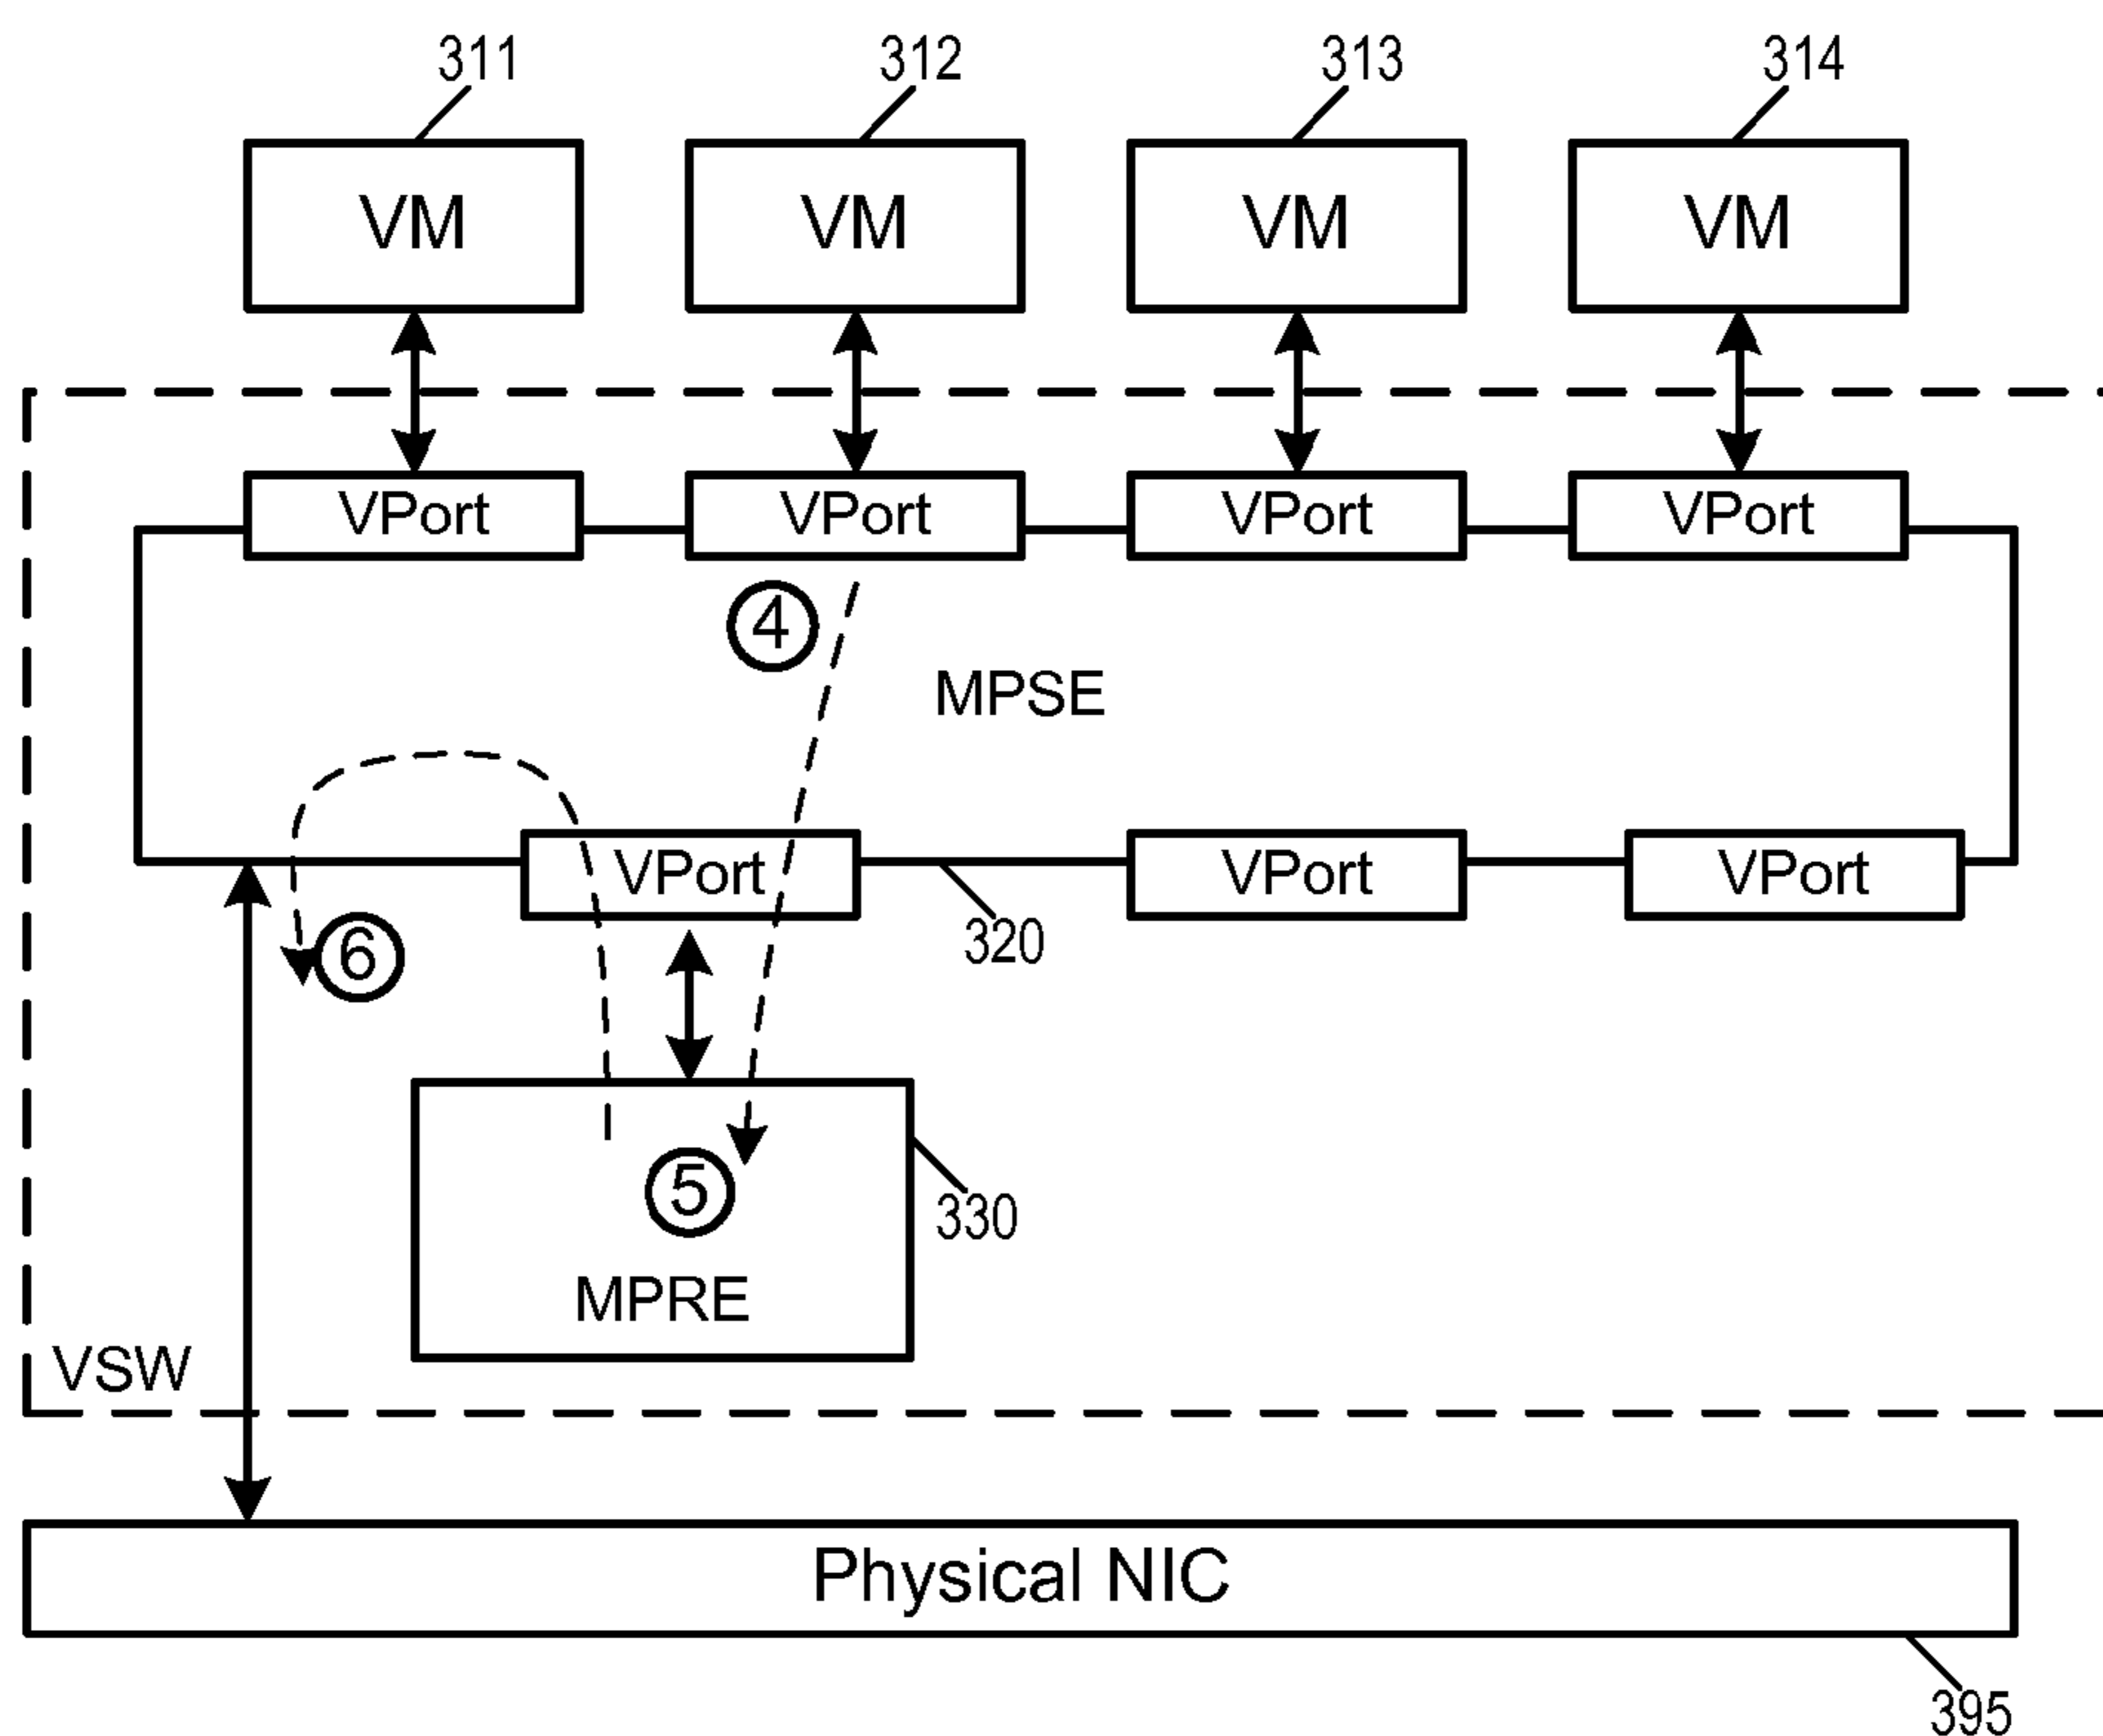 311 312 313 314
VM VM VM VM
VPort VPort VPort VPort
4
MPSE
VPort VPort VPort
320
6
5
330
MPRE
VSW
Physical NIC
395